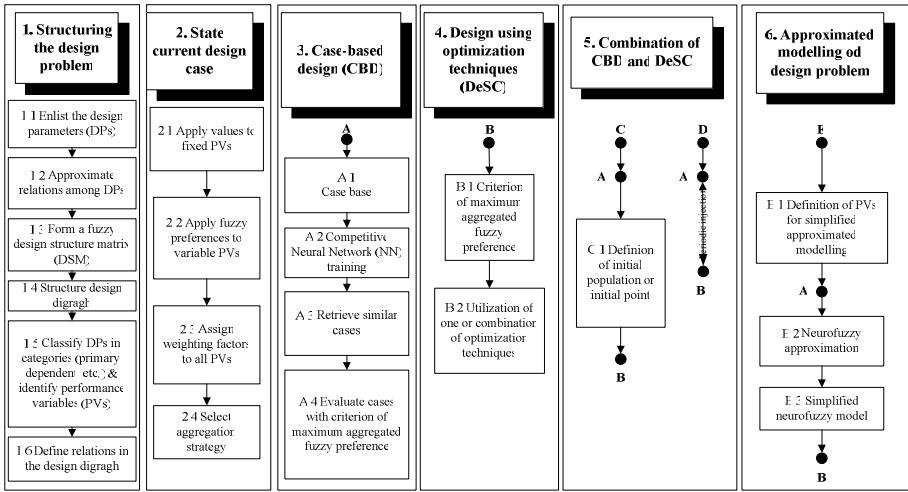 1. Structuring
the design
problem
1 1 Enlist the design
parameters (DPs)
1 2 Approximate
relations among DPs
1 3 Form a fuzzy
design structure matrix
(DSM)
1 4 Structure design
digragh
1 5 Classify DPs in
categories (primary
dependent etc.) &
identify performance
variables (PVs)
1 6 Define relations in
the design digragh
2. State
current design
case
2 1 Apply values to
fixed PVs
2 2 Apply fuzzy
preferences to
variable PVs
2 3 Assign
weighting factors
to all PVs
2 4 Select
aggregation
strategy
3. Case-based
design (CBD)
A
A 1
Case base
A 2 Competitive
Neural Network (NN)
training
A 3 Retrieve similar
cases
A 4 Evaluate cases
with criterion of
maximum aggregated
fuzzy preference
4. Design using
optimization
techniques
(DeSC)
B
B 1 Criterion
of maximum
aggregated
fuzzy
preference
B 2 Utilization of
one or combination
of optimization
techniques
5. Combination of
CBD and DeSC
C
A
C 1 Definion
of initial
population or
initial point
B
D
A
Periodic injection
B
6. Approximated
modelling od
design problem
E
E 1 Definition of PVs
for simplified
approximated
modelling
A
E 2 Neurofuzzy
approximation
E 3 Simplified
neurofuzzy model
B